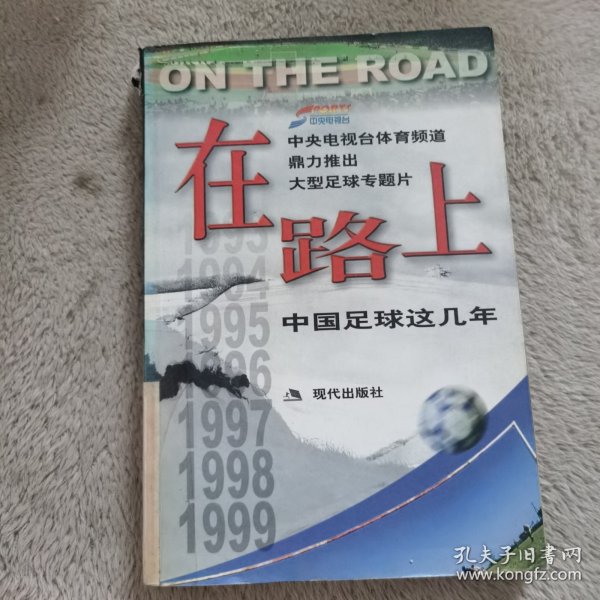 ON THE ROAD
SPORTS
中央电视台
中央电视台体育频道
鼎力推出
大型足球专题片
在路上
中国足球这几年
现代出版社
1993
1994
1995
1996
1997
1998
1999
孔夫子旧书网
www.kongfz.com